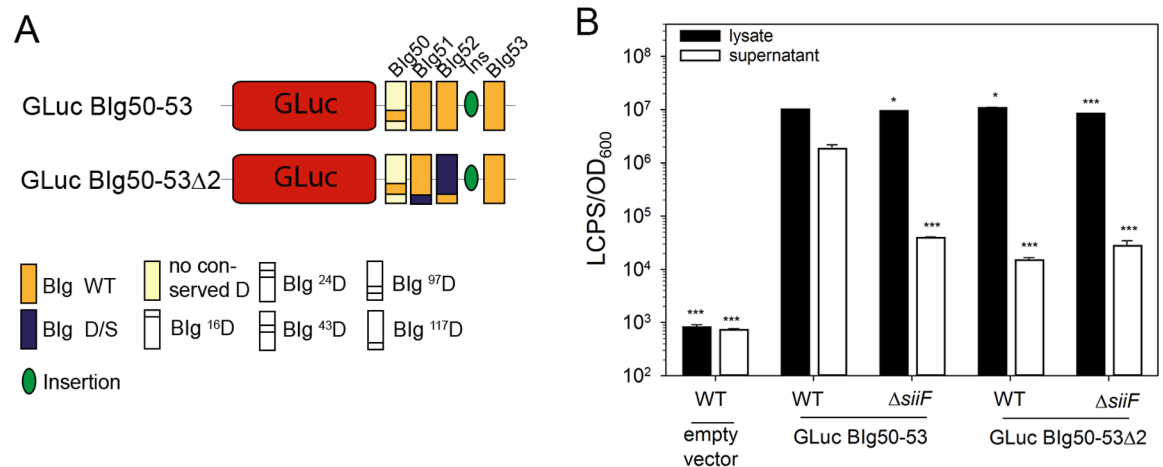 A
BIg50
BIg51
BIg52
Ins
BIg53
GLuc BIg50-53
GLuc
GLuc BIg50-53Δ2
GLuc
BIg WT
no con-
served D
BIg ²⁴D
BIg ⁹⁷D
BIg D/S
BIg ¹⁶D
BIg ⁴³D
BIg ¹¹⁷D
Insertion
B
lysate
supernatant
LCPS/OD₆₀₀
10⁸
10⁷
10⁶
10⁵
10⁴
10³
10²
***
***
*
***
*
***
***
***
WT
WT
ΔsiiF
WT
ΔsiiF
empty
vector
GLuc BIg50-53
GLuc BIg50-53Δ2